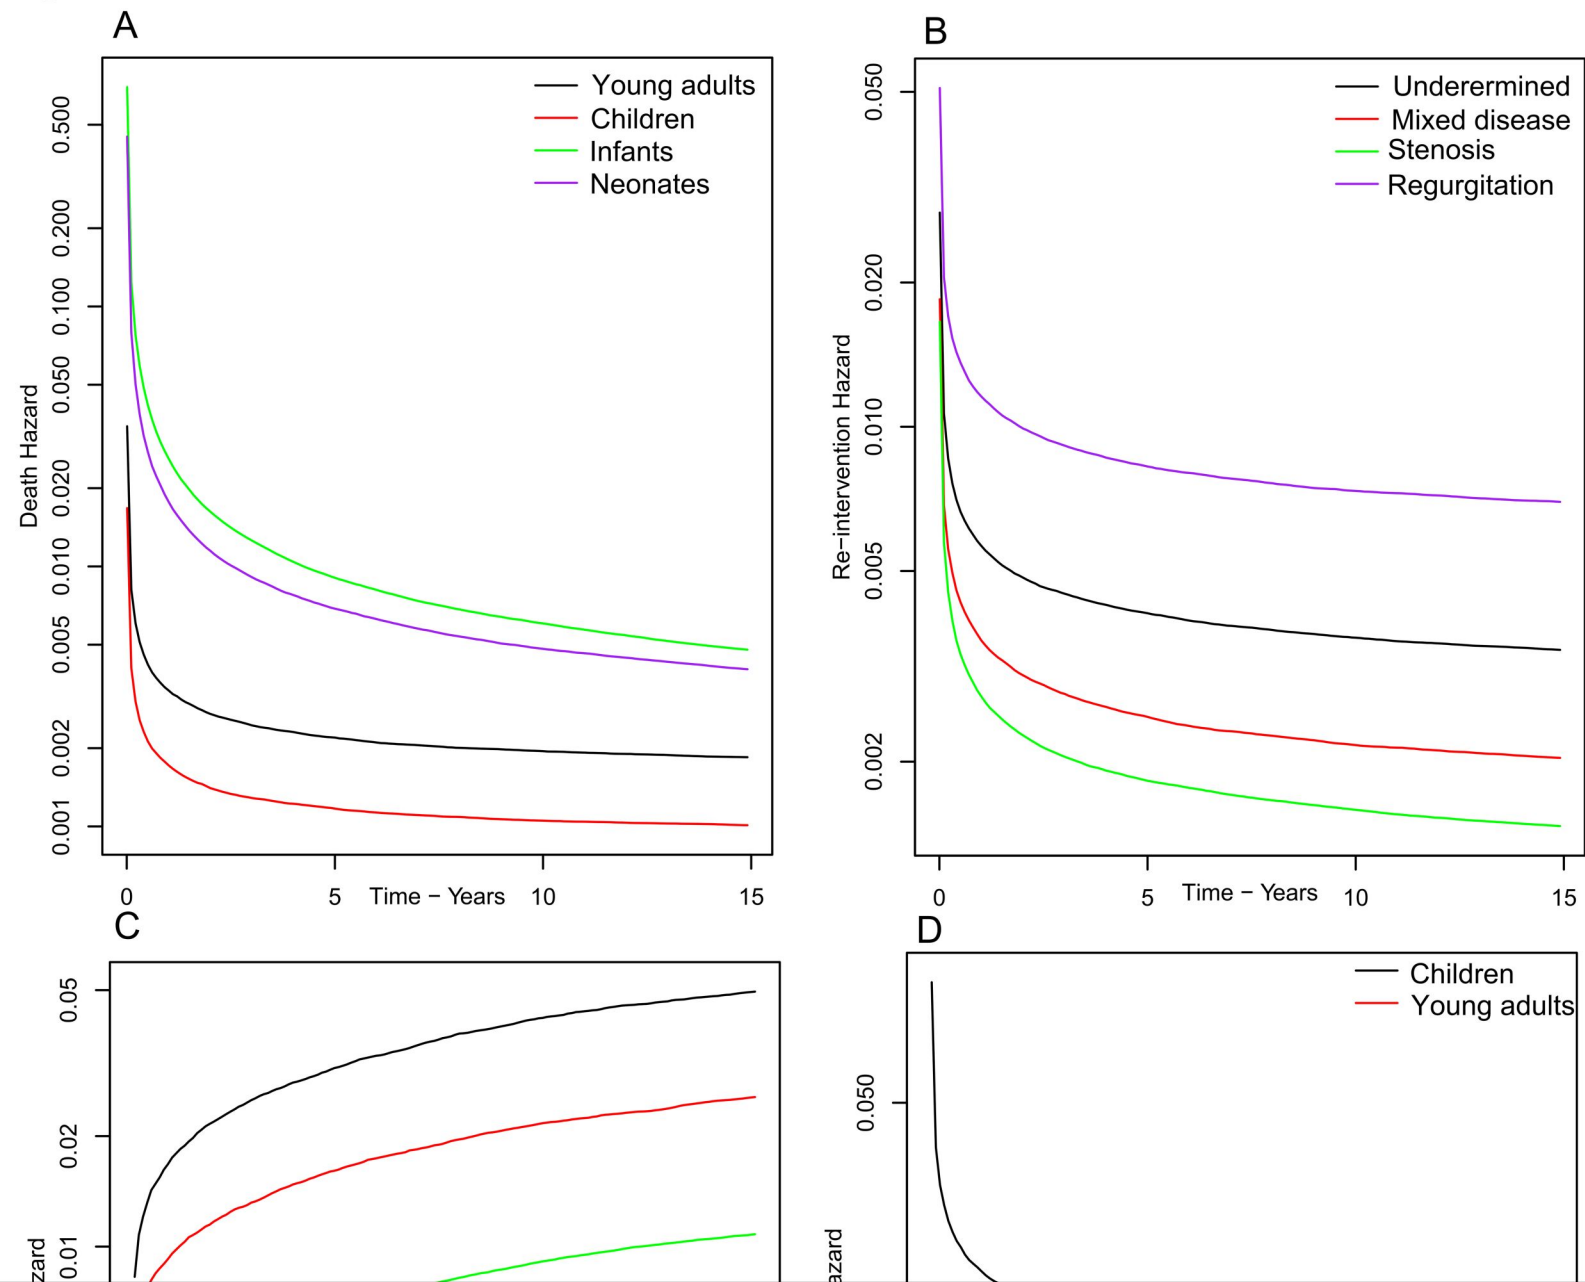 A
Young adults
Children
Infants
Neonates
0.500
0.200
0.100
0.050
0.020
0.010
0.005
0.002
0.001
Death Hazard
0
5
10
15
Time − Years
B
Underermined
Mixed disease
Stenosis
Regurgitation
0.050
0.020
0.010
0.005
0.002
Re−intervention Hazard
0
5
10
15
Time − Years
C
0.05
0.02
0.01
zard
D
Children
Young adults
0.050
azard